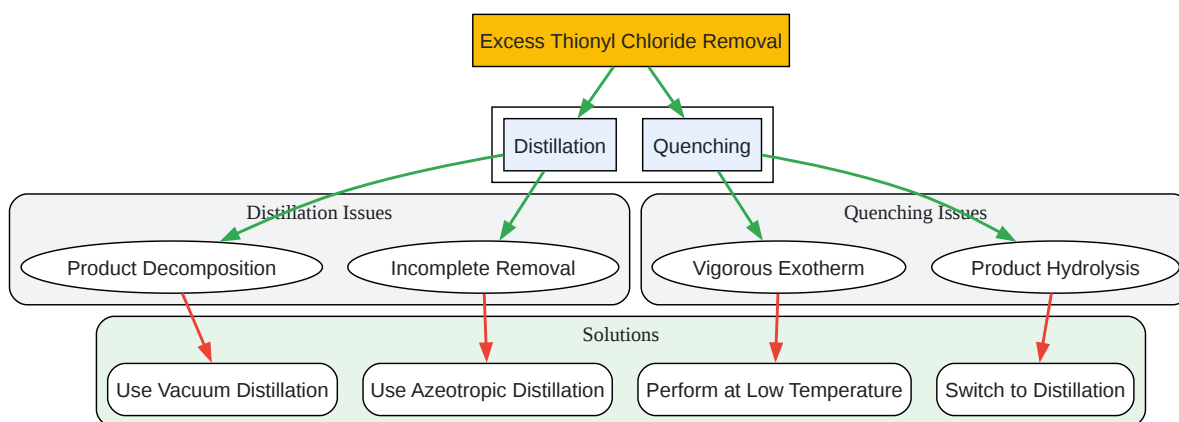 Excess Thionyl Chloride Removal
Distillation
Quenching
Distillation Issues
Quenching Issues
Product Decomposition
Incomplete Removal
Vigorous Exotherm
Product Hydrolysis
Solutions
Use Vacuum Distillation
Use Azeotropic Distillation
Perform at Low Temperature
Switch to Distillation